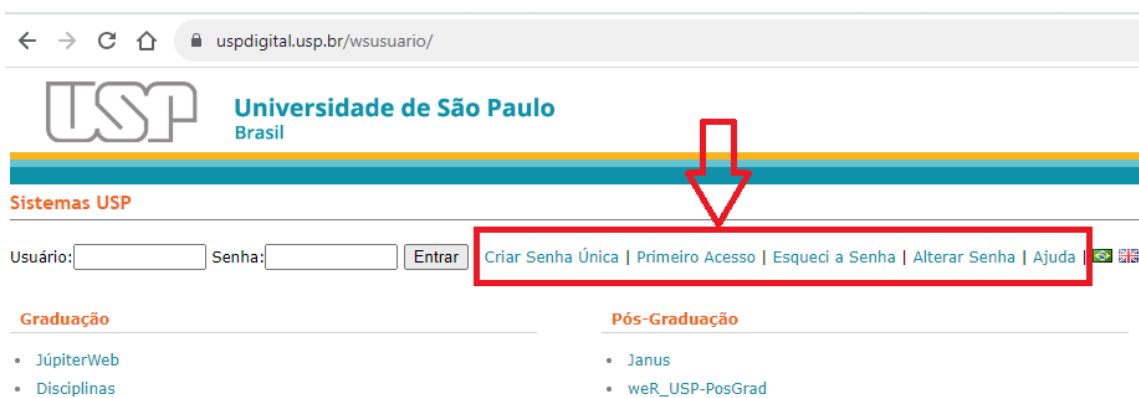 uspdigital.usp.br/wsusuario/
USP
Universidade de São Paulo
Brasil
Sistemas USP
Usuário: Senha: Entrar Criar Senha Única | Primeiro Acesso | Esqueci a Senha | Alterar Senha | Ajuda |
Graduação
Pós-Graduação
• JúpiterWeb
• Janus
• Disciplinas
• weR_USP-PosGrad